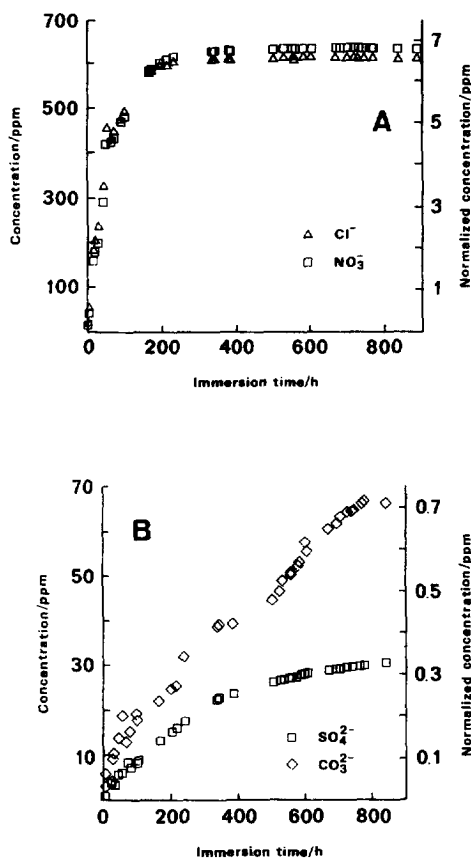 700
500
300
100
0
Concentration/ppm
7
5
3
1
Normalized concentration/ppm
A
△ Cl⁻
□ NO₃⁻
0 200 400 600 800
Immersion time/h
70
50
30
10
Concentration/ppm
0.7
0.5
0.3
0.1
Normalized concentration/ppm
B
□ SO₄²⁻
◇ CO₃²⁻
0 200 400 600 800
Immersion time/h